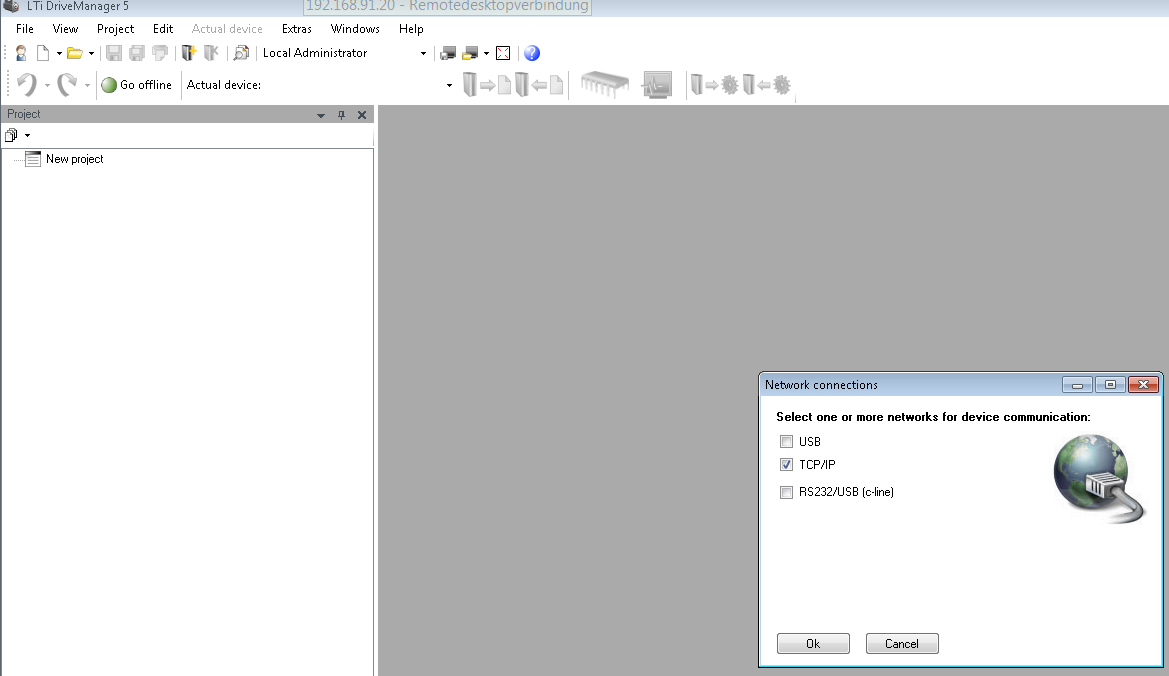 LTi DriveManager 5
192.168.91.20 - Remotedesktopverbindung
File View Project Edit Actual device Extras Windows Help
Local Administrator
Go offline Actual device:
Project
New project
Network connections
Select one or more networks for device communication:
USB
TCP/IP
RS232/USB (c-line)
Ok Cancel